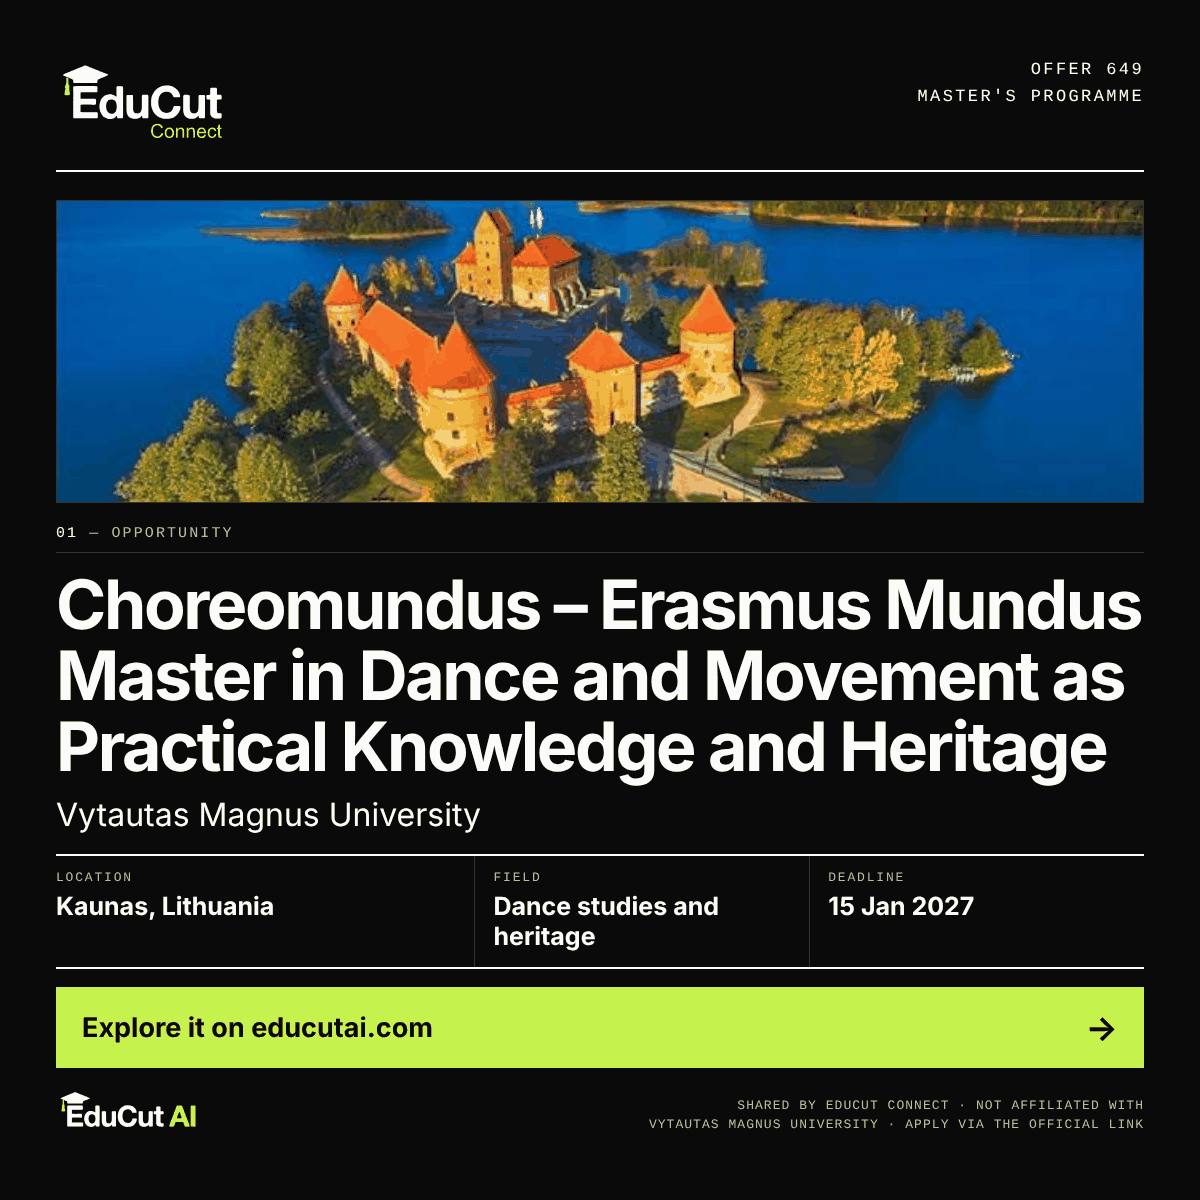 EduCut
Connect
OFFER 649
MASTER'S PROGRAMME
01 — OPPORTUNITY
Choreomundus – Erasmus Mundus
Master in Dance and Movement as
Practical Knowledge and Heritage
Vytautas Magnus University
LOCATION
Kaunas, Lithuania
FIELD
Dance studies and
heritage
DEADLINE
15 Jan 2027
Explore it on educutai.com →
EduCut AI
SHARED BY EDUCUT CONNECT · NOT AFFILIATED WITH
VYTAUTAS MAGNUS UNIVERSITY · APPLY VIA THE OFFICIAL LINK